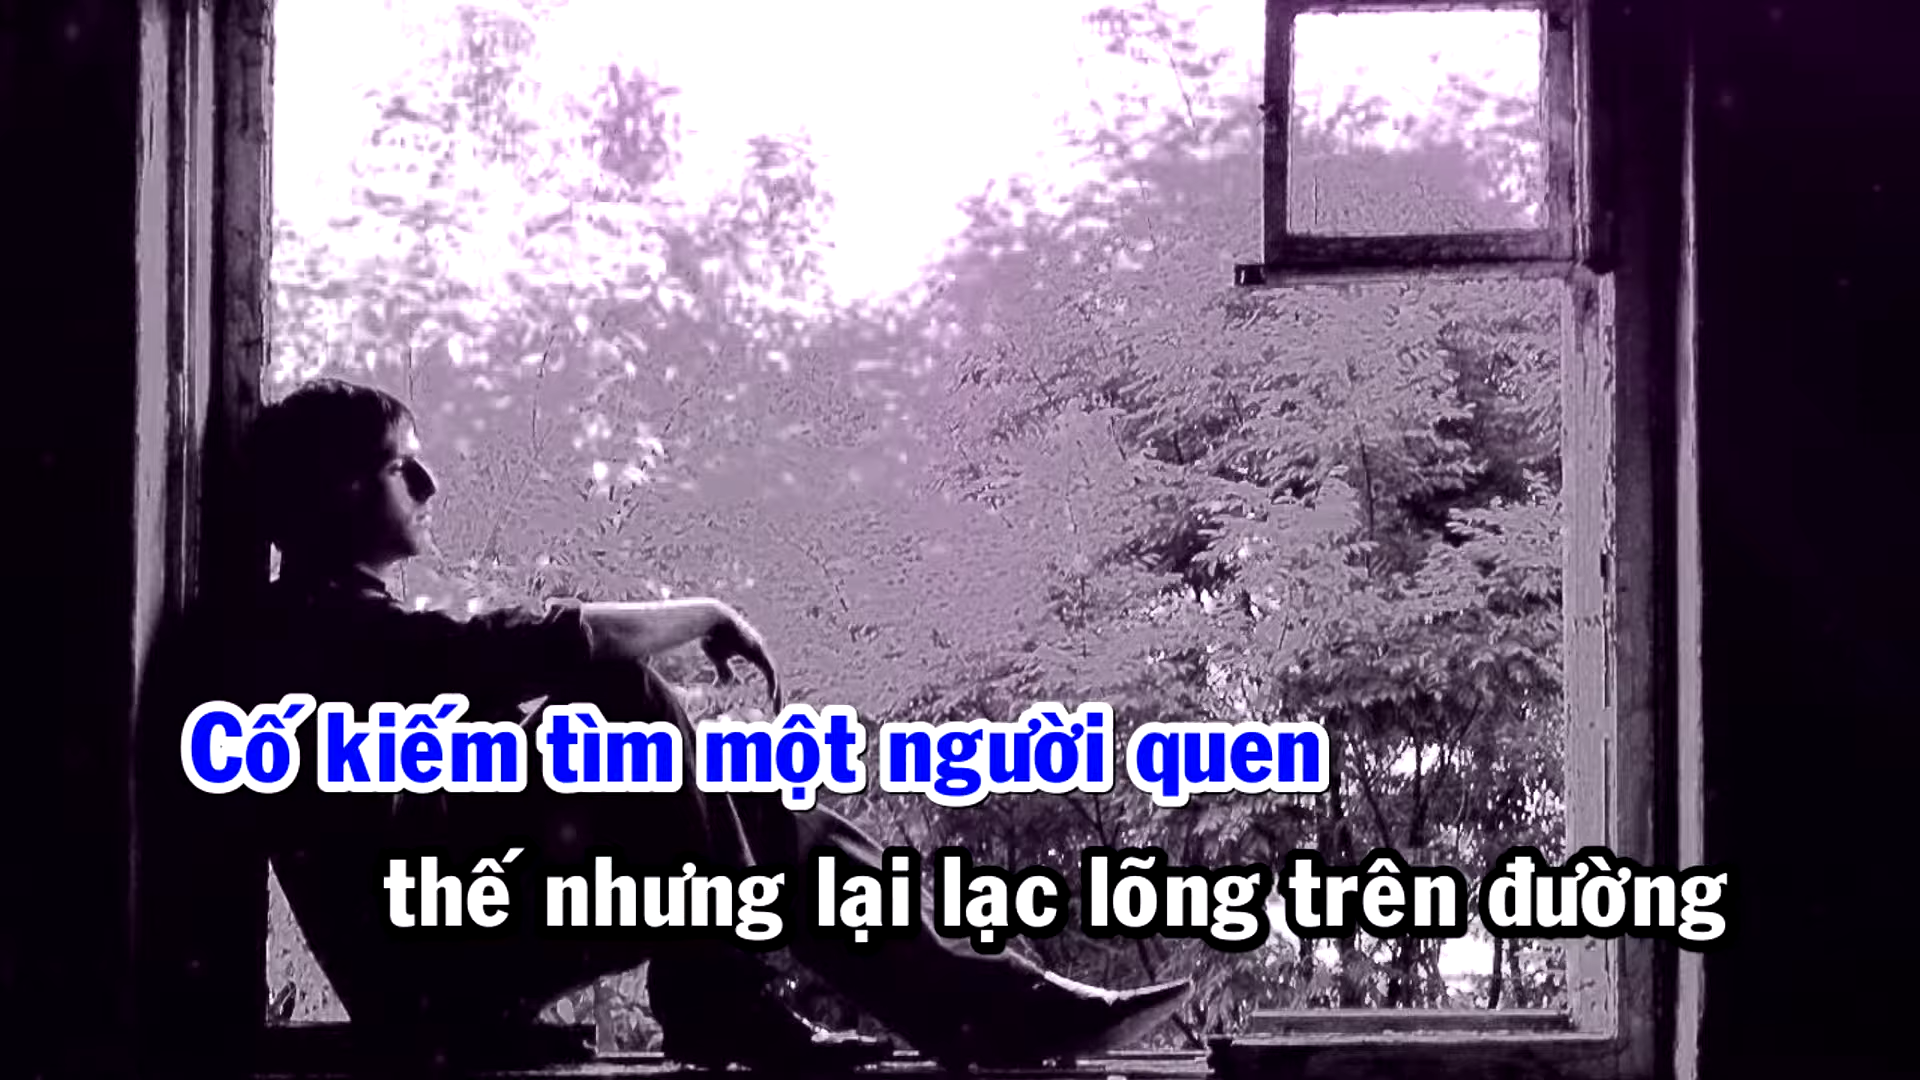 Cố kiếm tìm một người quen
thế nhưng lại lạc lõng trên đường